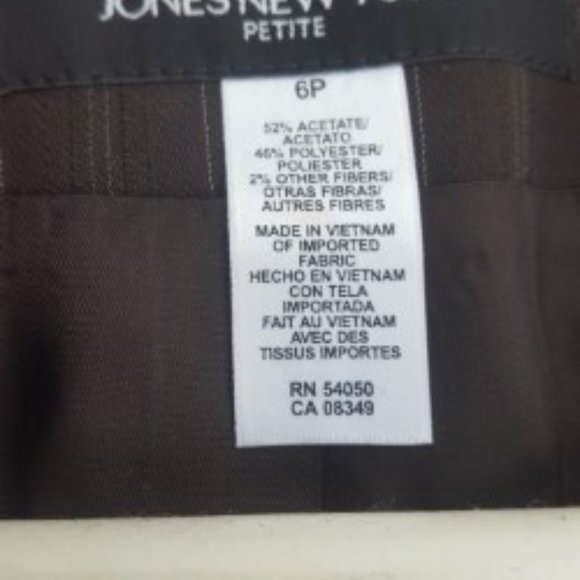 JONES NEW YORK
PETITE
6P
52% ACETATE/
ACETATO
46% POLYESTER/
POLIESTER
2% OTHER FIBERS/
OTRAS FIBRAS/
AUTRES FIBRES
MADE IN VIETNAM
OF IMPORTED
FABRIC
HECHO EN VIETNAM
CON TELA
IMPORTADA
FAIT AU VIETNAM
AVEC DES
TISSUS IMPORTES
RN 54050
CA 08349